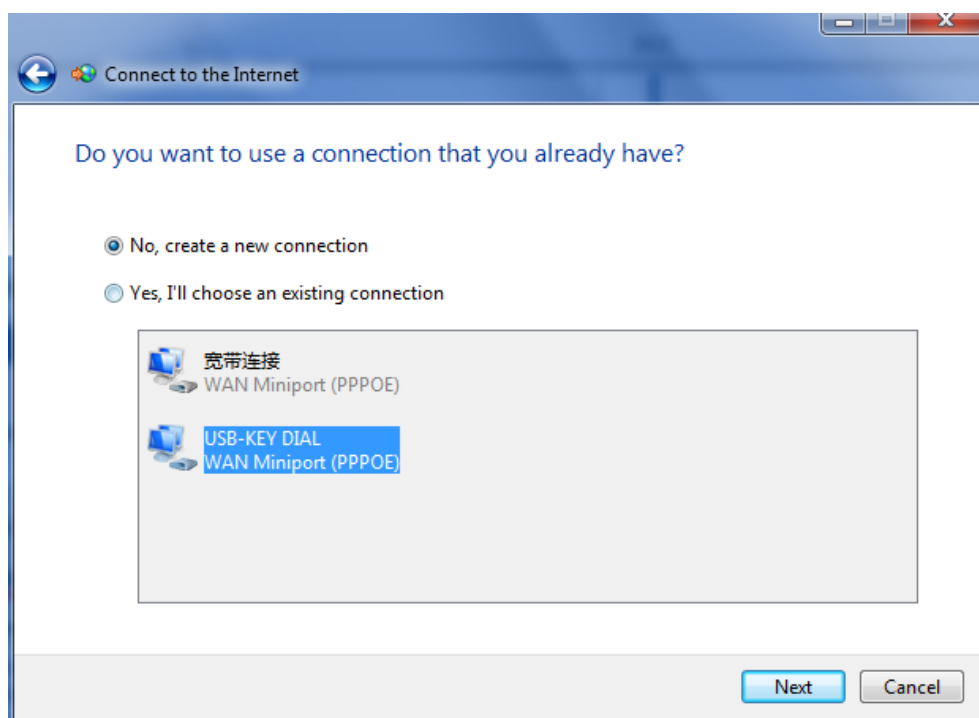 Connect to the Internet
Do you want to use a connection that you already have?
No, create a new connection
Yes, I'll choose an existing connection
宽带连接
WAN Miniport (PPPOE)
USB-KEY DIAL
WAN Miniport (PPPOE)
Next
Cancel